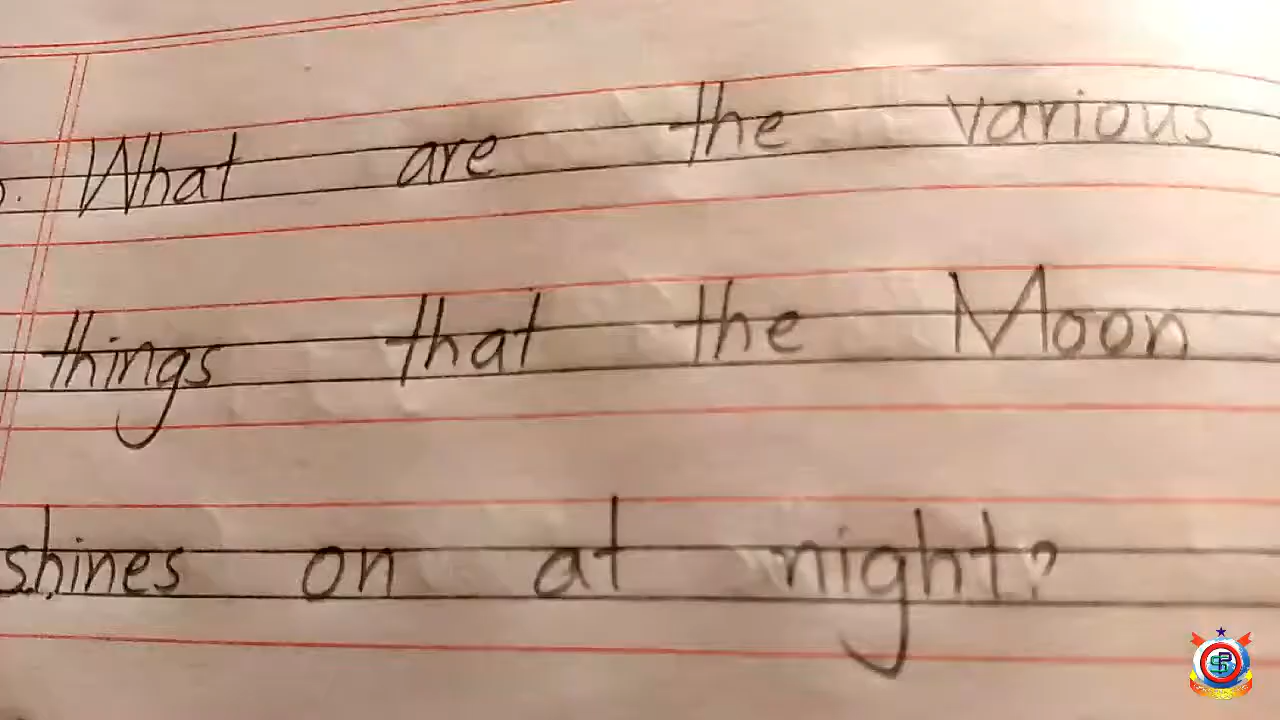 What are the various
things that the Moon
shines on at night?